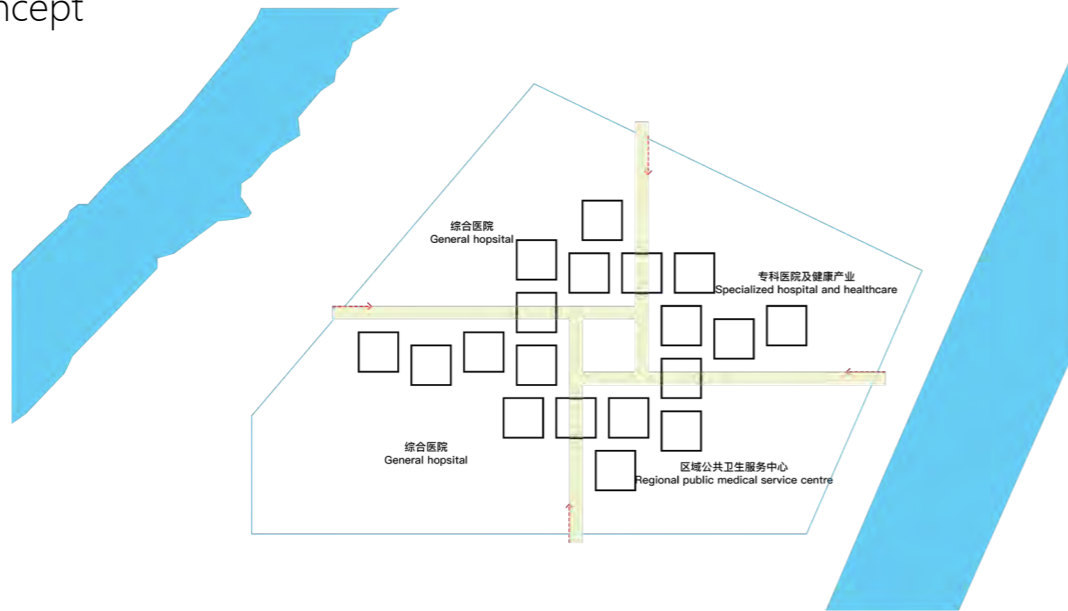 ncept
综合医院
General hopsital
专科医院及健康产业
Specialized hospital and healthcare
综合医院
General hopsital
区域公共卫生服务中心
Regional public medical service centre